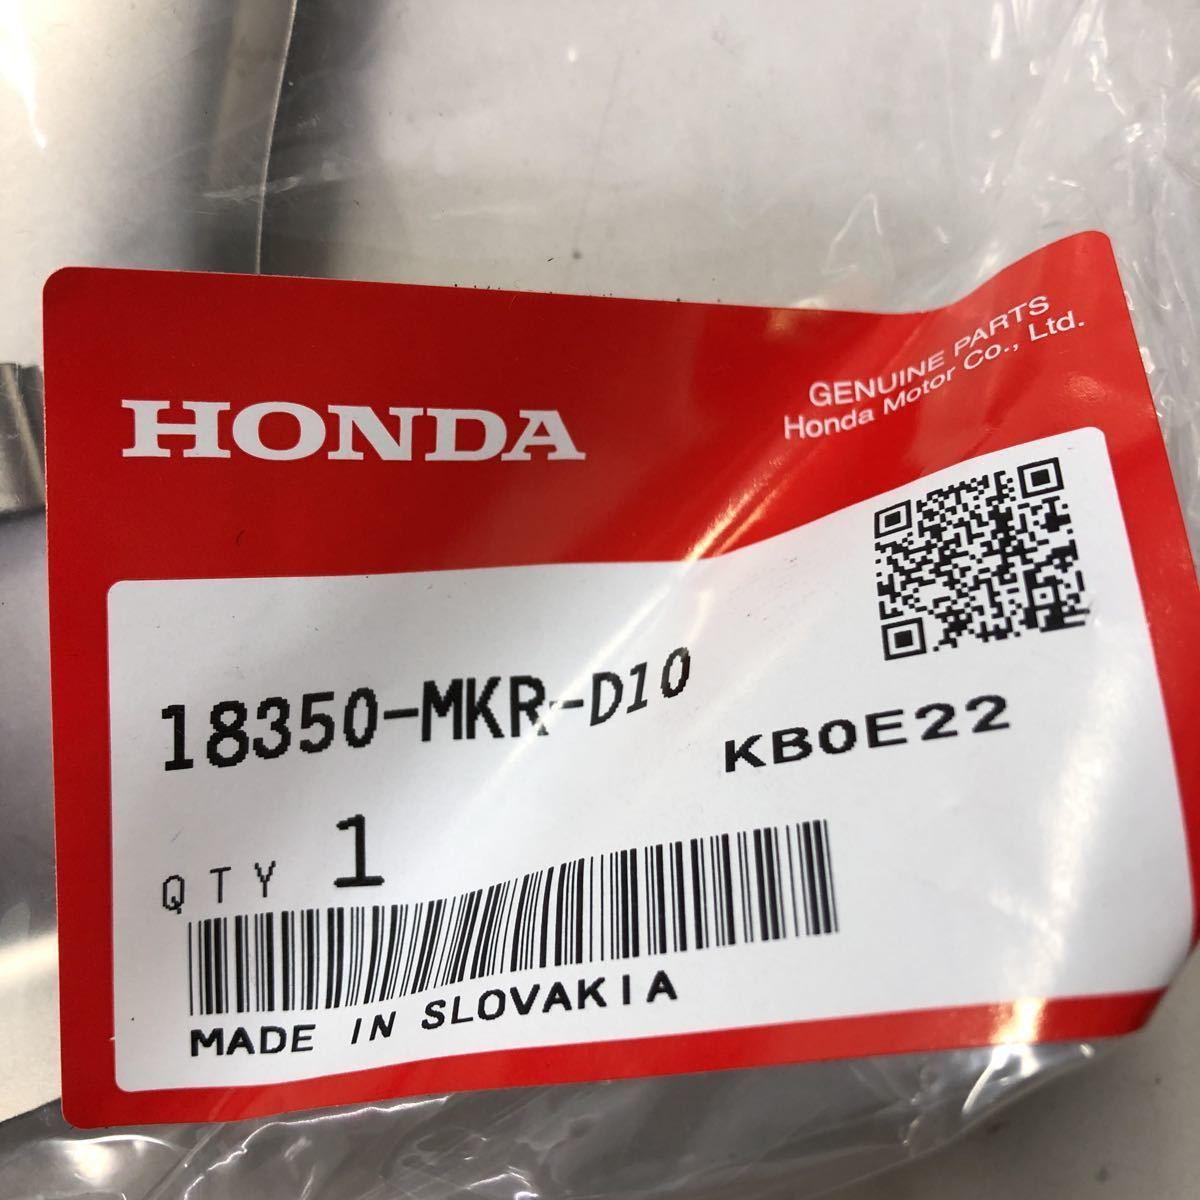 HONDA
GENUINE PARTS
Honda Motor Co., Ltd.
18350-MKR-D10
KB0E22
QTY 1
MADE IN SLOVAKIA